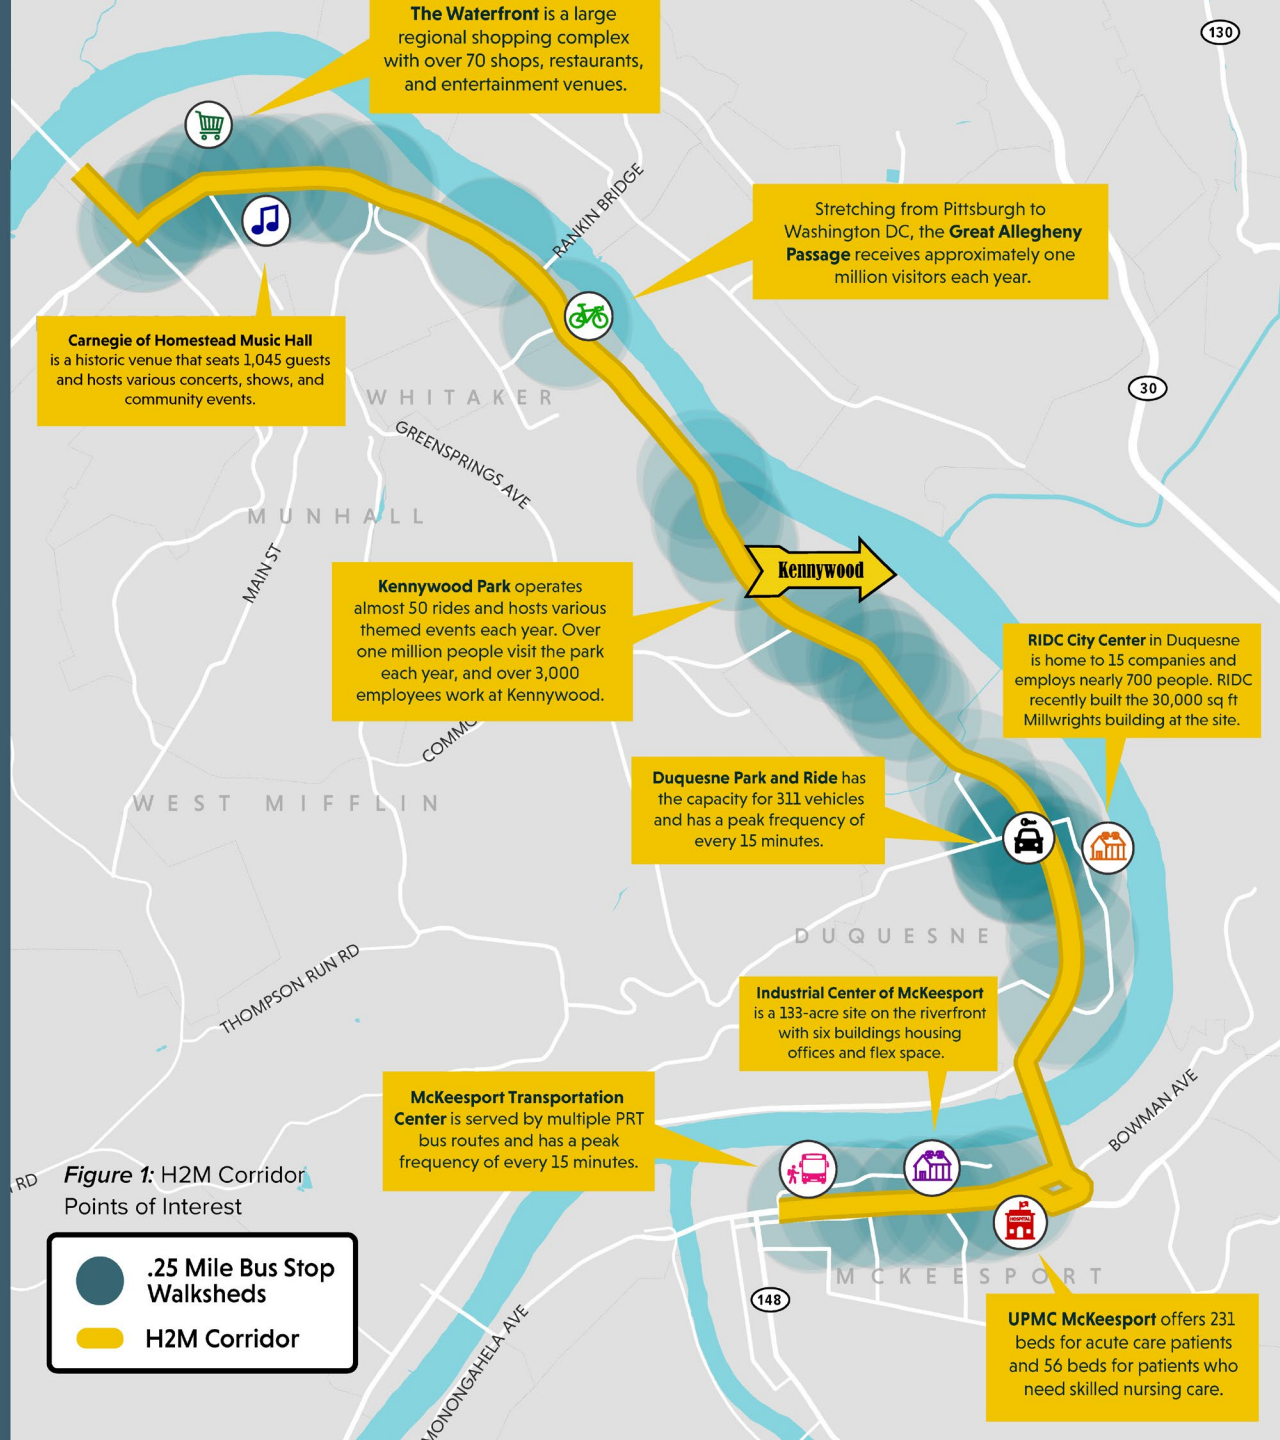 The Waterfront is a large
regional shopping complex
with over 70 shops, restaurants,
and entertainment venues.
130
RANKIN BRIDGE
Stretching from Pittsburgh to
Washington DC, the Great Allegheny
Passage receives approximately one
million visitors each year.
Carnegie of Homestead Music Hall
is a historic venue that seats 1,045 guests
and hosts various concerts, shows, and
community events.
30
WHITAKER
GREENSPRINGS AVE
MUNHALL
MAIN ST
Kennywood
Kennywood Park operates
almost 50 rides and hosts various
themed events each year. Over
one million people visit the park
each year, and over 3,000
employees work at Kennywood.
RIDC City Center in Duquesne
is home to 15 companies and
employs nearly 700 people. RIDC
recently built the 30,000 sq ft
Millwrights building at the site.
COMMO
WEST MIFFLIN
Duquesne Park and Ride has
the capacity for 311 vehicles
and has a peak frequency of
every 15 minutes.
DUQUESNE
THOMPSON RUN RD
Industrial Center of McKeesport
is a 133-acre site on the riverfront
with six buildings housing
offices and flex space.
McKeesport Transportation
Center is served by multiple PRT
bus routes and has a peak
frequency of every 15 minutes.
BOWMAN AVE
RD
Figure 1: H2M Corridor
Points of Interest
HOSPITAL
.25 Mile Bus Stop
Walksheds
H2M Corridor
MCKEESPORT
148
MONONGAHELA AVE
UPMC McKeesport offers 231
beds for acute care patients
and 56 beds for patients who
need skilled nursing care.